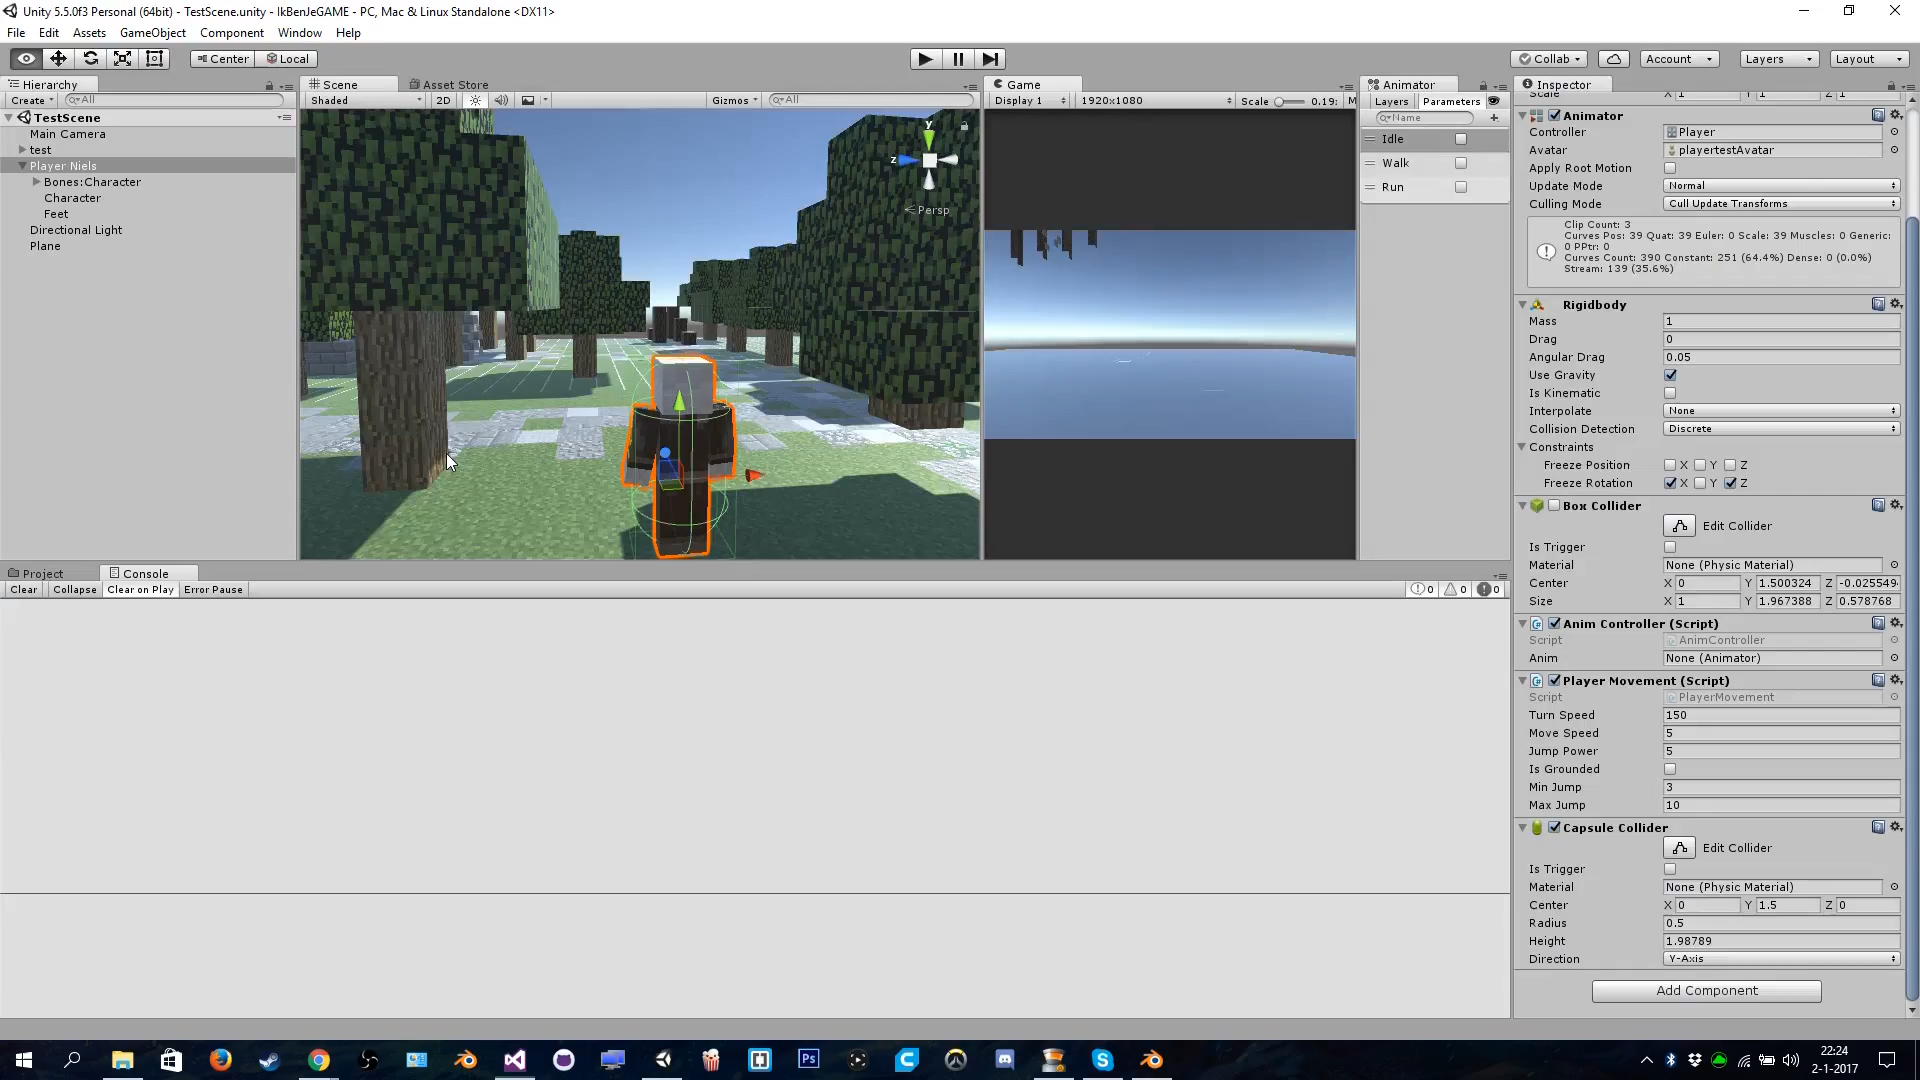 Unity 5.5.0f3 Personal (64bit) - TestScene.unity - IkBenJeGAME - PC, Mac & Linux Standalone <DX11>
File Edit Assets GameObject Component Window Help
Center Local Collab Account Layers Layout
Hierarchy
Create All
TestScene
Main Camera
test
Player Niels
Bones:Character
Character
Feet
Directional Light
Plane
Scene Asset Store
Shaded 2D Gizmos All
y
z
Persp
Game
Display 1 1920x1080 Scale 0.19: M
Animator
Layers Parameters
Name
Idle
Walk
Run
Inspector
Scale X 1 Y 1 Z 1
Animator
Controller Player
Avatar playertestAvatar
Apply Root Motion
Update Mode Normal
Culling Mode Cull Update Transforms
Clip Count: 3
Curves Pos: 39 Quat: 39 Euler: 0 Scale: 39 Muscles: 0 Generic:
0 PPtr: 0
Curves Count: 390 Constant: 251 (64.4%) Dense: 0 (0.0%)
Stream: 139 (35.6%)
Rigidbody
Mass 1
Drag 0
Angular Drag 0.05
Use Gravity
Is Kinematic
Interpolate None
Collision Detection Discrete
Constraints
Freeze Position X Y Z
Freeze Rotation X Y Z
Box Collider
Edit Collider
Is Trigger
Material None (Physic Material)
Center X 0 Y 1.500324 Z -0.025549
Size X 1 Y 1.967388 Z 0.578768
Anim Controller (Script)
Script AnimController
Anim None (Animator)
Player Movement (Script)
Script PlayerMovement
Turn Speed 150
Move Speed 5
Jump Power 5
Is Grounded
Min Jump 3
Max Jump 10
Capsule Collider
Edit Collider
Is Trigger
Material None (Physic Material)
Center X 0 Y 1.5 Z 0
Radius 0.5
Height 1.98789
Direction Y-Axis
Add Component
Project Console
Clear Collapse Clear on Play Error Pause 0 0 0
Ps
22:24
2-1-2017